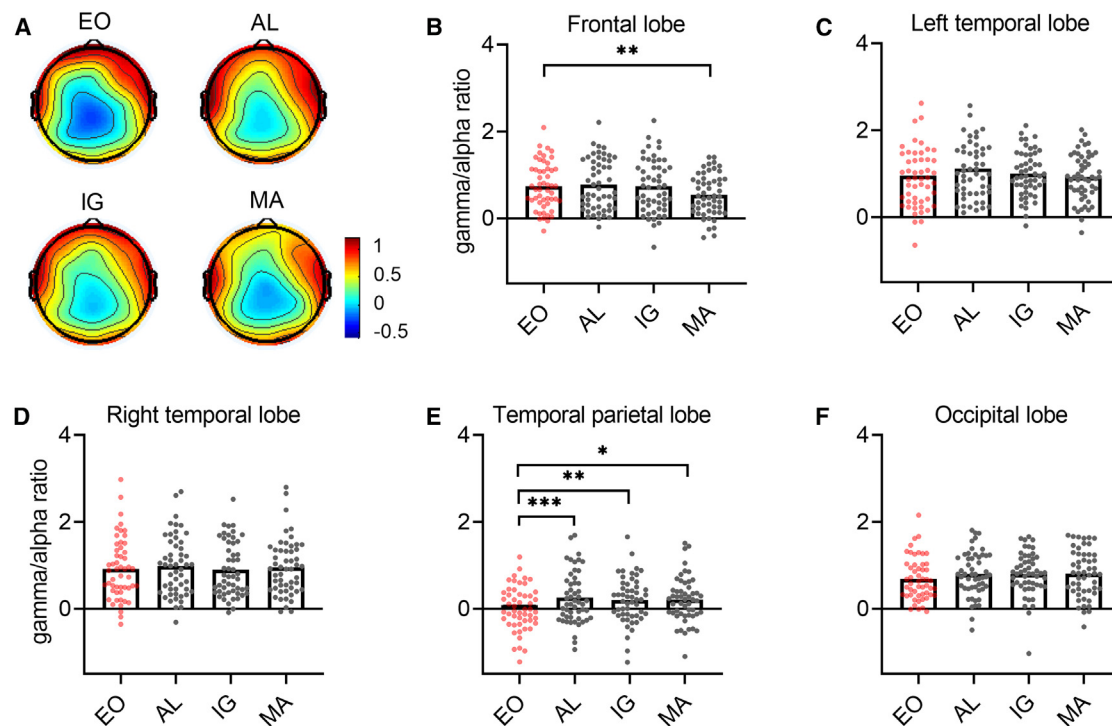 A
EO
AL
IG
MA
1
0.5
0
-0.5
B
Frontal lobe
gamma/alpha ratio
4
2
0
**
EO
AL
IG
MA
C
Left temporal lobe
4
2
0
EO
AL
IG
MA
D
Right temporal lobe
gamma/alpha ratio
4
2
0
EO
AL
IG
MA
E
Temporal parietal lobe
4
2
0
*
**
***
EO
AL
IG
MA
F
Occipital lobe
4
2
0
EO
AL
IG
MA